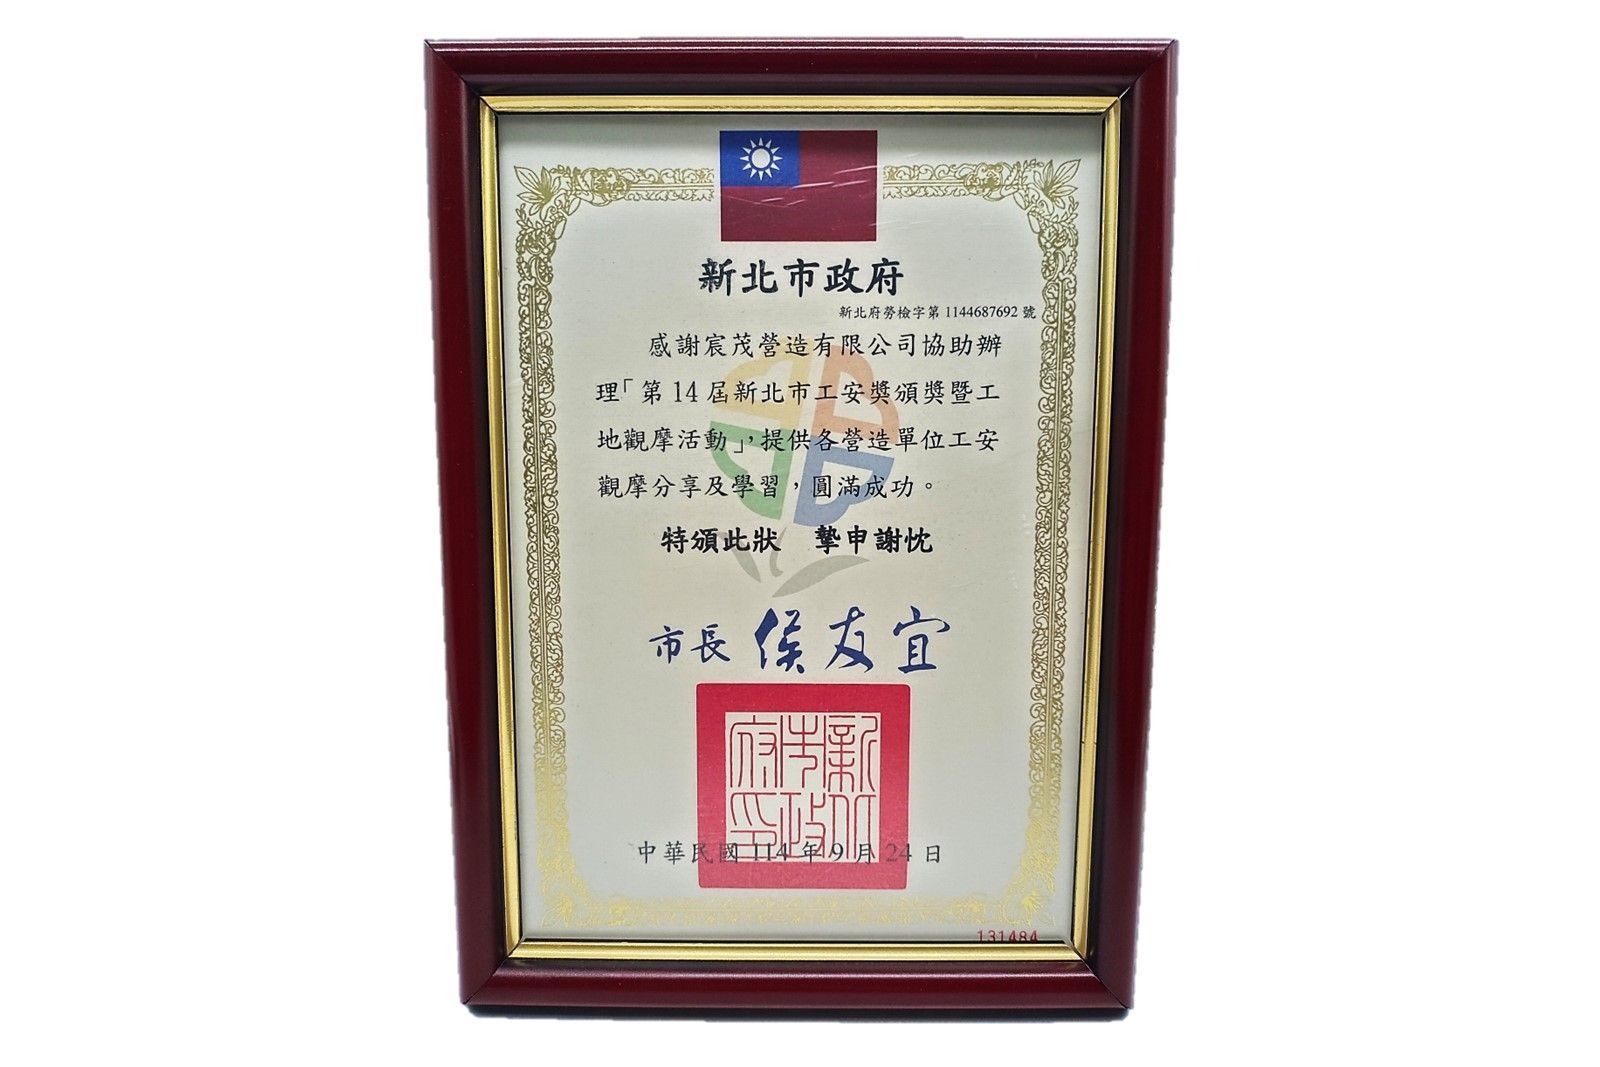 新北市政府
新北府勞檢字第 1144687692 號
感謝宸茂營造有限公司協助辦
理「第 14 屆新北市工安獎頒獎暨工
地觀摩活動」，提供各營造單位工安
觀摩分享及學習，圓滿成功。
特頒此狀　摯申謝忱
市長 侯友宜
新北市政府印
中華民國 114 年 9 月 24 日
131484